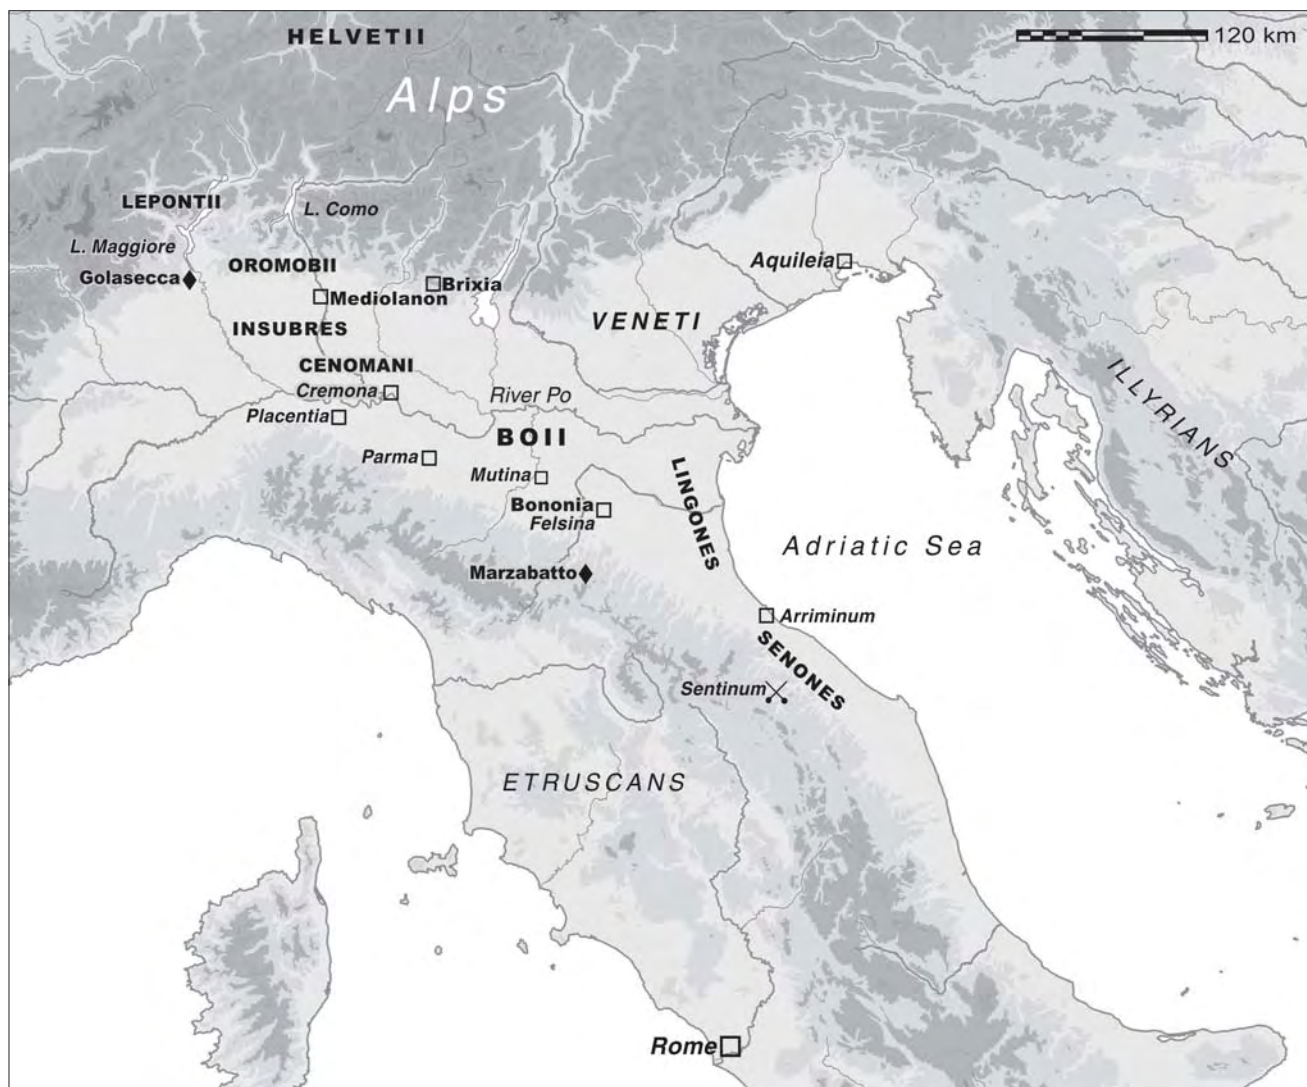 HELVETII
120 km
Alps
LEPONTII
L. Como
L. Maggiore
Golasecca
OROMOBII
Aquileia
Brixia
Mediolanon
INSUBRES
VENETI
CENOMANI
Cremona
River Po
Placentia
BOII
ILLYRIANS
Parma
Mutina
LINGONES
Bononia
Felsina
Adriatic Sea
Marzabatto
Arriminum
SENONES
Sentinum
ETRUSCANS
Rome